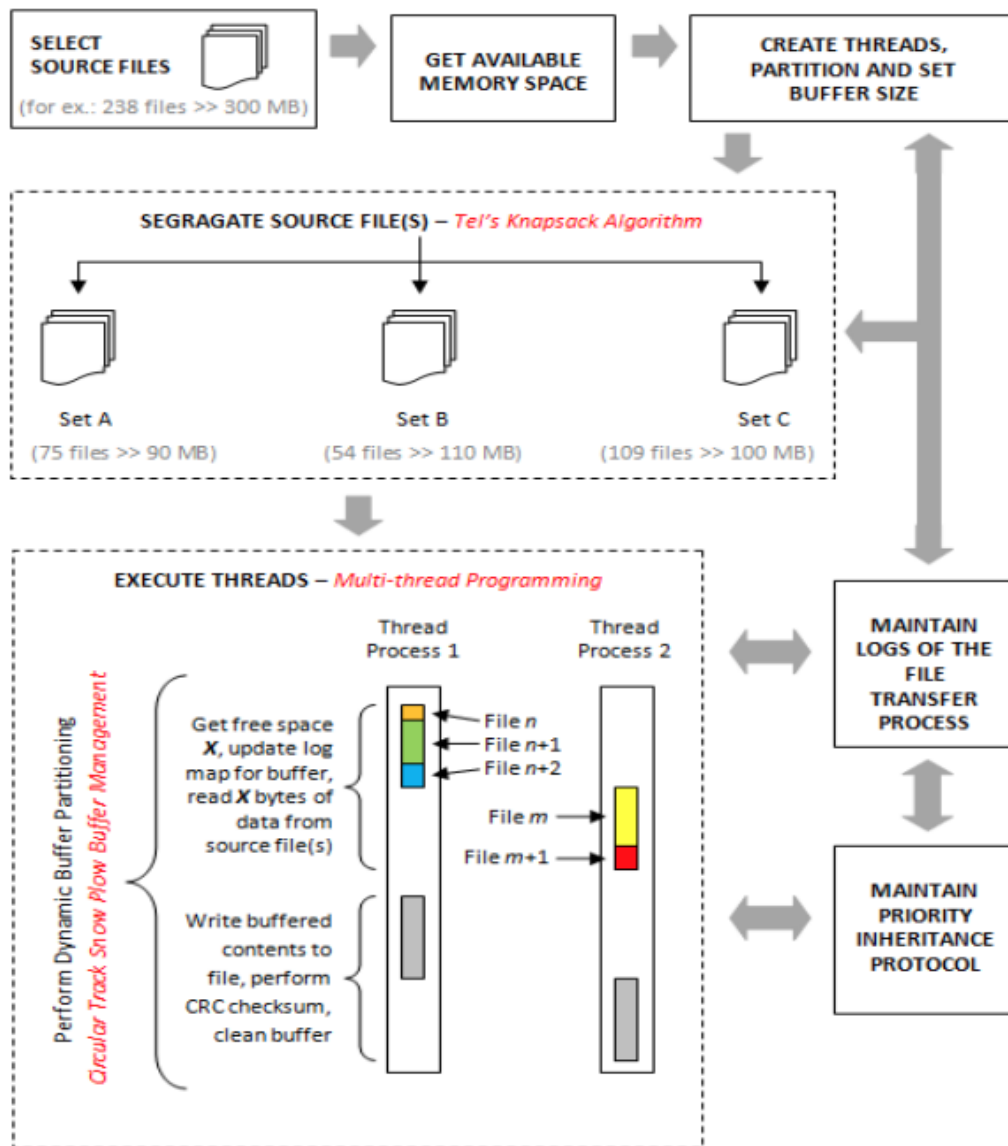 SELECT
SOURCE FILES
(for ex.: 238 files >> 300 MB)
GET AVAILABLE
MEMORY SPACE
CREATE THREADS,
PARTITION AND SET
BUFFER SIZE
SEGRAGATE SOURCE FILE(S) – Tel's Knapsack Algorithm
Set A
(75 files >> 90 MB)
Set B
(54 files >> 110 MB)
Set C
(109 files >> 100 MB)
EXECUTE THREADS – Multi-thread Programming
Perform Dynamic Buffer Partitioning
Circular Track Snow Plow Buffer Management
Thread
Process 1
Thread
Process 2
Get free space
X, update log
map for buffer,
read X bytes of
data from
source file(s)
File n
File n+1
File n+2
File m
File m+1
Write buffered
contents to
file, perform
CRC checksum,
clean buffer
MAINTAIN
LOGS OF THE
FILE
TRANSFER
PROCESS
MAINTAIN
PRIORITY
INHERITANCE
PROTOCOL